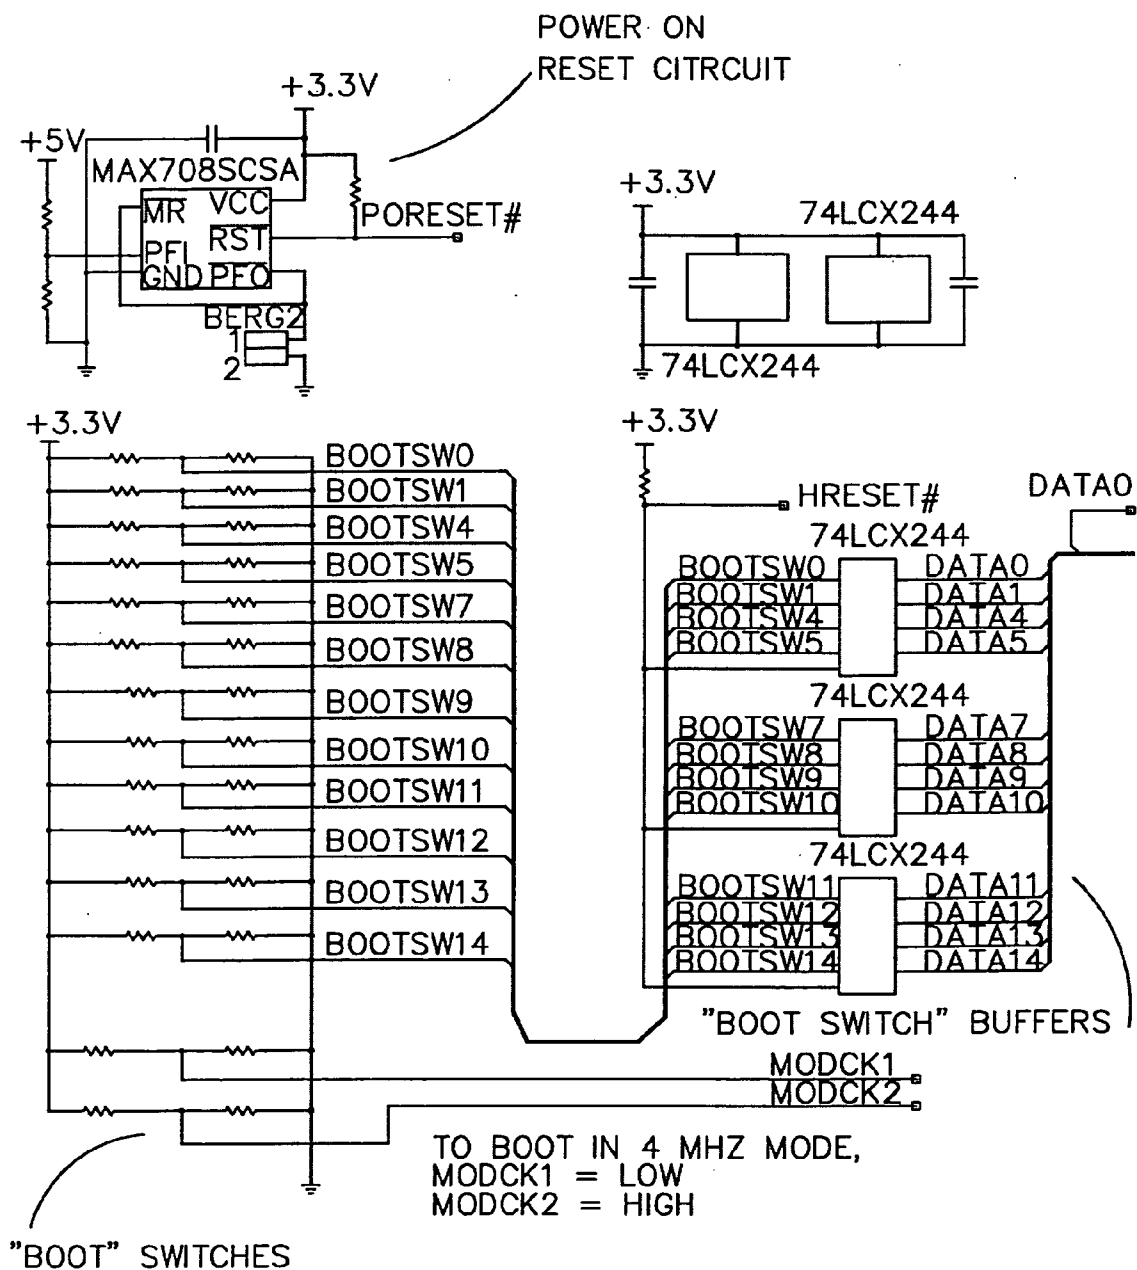 POWER ON
RESET CITRCUIT
+3.3V
+5V
MAX708SCSA
MR VCC
RST
PFI
GND PFO
PORESET#
BERG2
1
2
+3.3V
74LCX244
74LCX244
+3.3V
BOOTSW0
BOOTSW1
BOOTSW4
BOOTSW5
BOOTSW7
BOOTSW8
BOOTSW9
BOOTSW10
BOOTSW11
BOOTSW12
BOOTSW13
BOOTSW14
+3.3V
HRESET#
DATA0
74LCX244
BOOTSW0 DATA0
BOOTSW1 DATA1
BOOTSW4 DATA4
BOOTSW5 DATA5
74LCX244
BOOTSW7 DATA7
BOOTSW8 DATA8
BOOTSW9 DATA9
BOOTSW10 DATA10
74LCX244
BOOTSW11 DATA11
BOOTSW12 DATA12
BOOTSW13 DATA13
BOOTSW14 DATA14
"BOOT SWITCH" BUFFERS
MODCK1
MODCK2
TO BOOT IN 4 MHZ MODE,
MODCK1 = LOW
MODCK2 = HIGH
"BOOT" SWITCHES